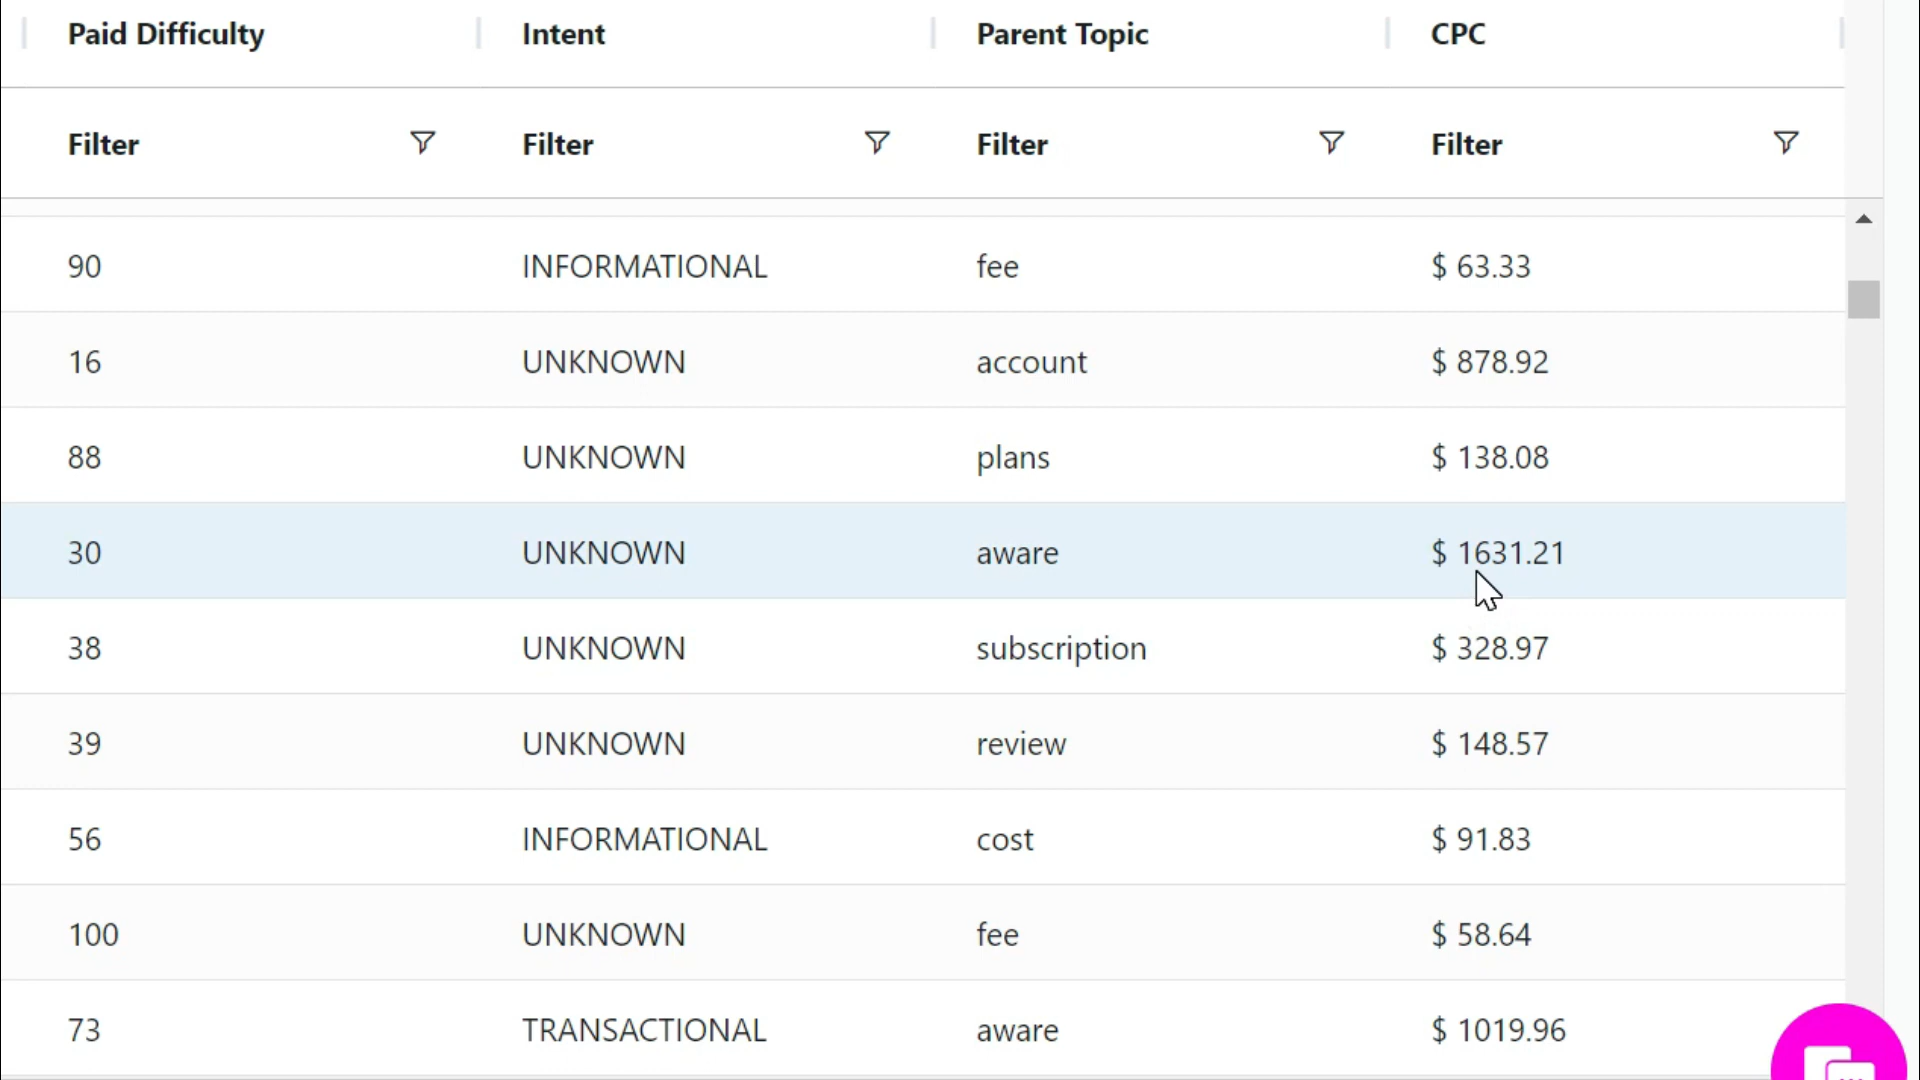 Paid Difficulty Intent Parent Topic CPC
Filter Filter Filter Filter
90 INFORMATIONAL fee $ 63.33
16 UNKNOWN account $ 878.92
88 UNKNOWN plans $ 138.08
30 UNKNOWN aware $ 1631.21
38 UNKNOWN subscription $ 328.97
39 UNKNOWN review $ 148.57
56 INFORMATIONAL cost $ 91.83
100 UNKNOWN fee $ 58.64
73 TRANSACTIONAL aware $ 1019.96